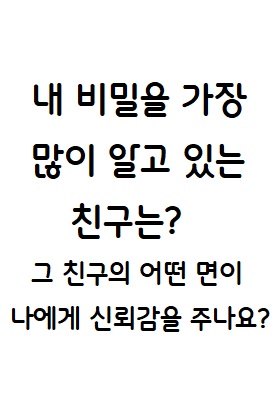 내 비밀을 가장
많이 알고 있는
친구는?
그 친구의 어떤 면이
나에게 신뢰감을 주나요?